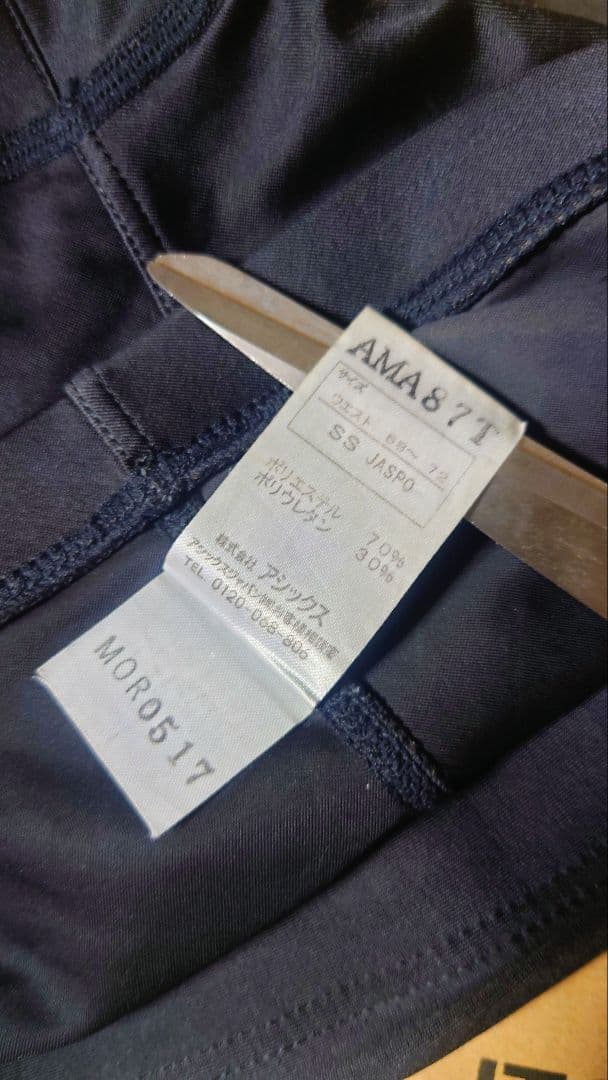 AMA87T
サイズ
ウエスト 68～72
SS JASPO
ポリエステル 70%
ポリウレタン 30%
株式会社 アシックス
TEL 0120-068-806
MOR0517